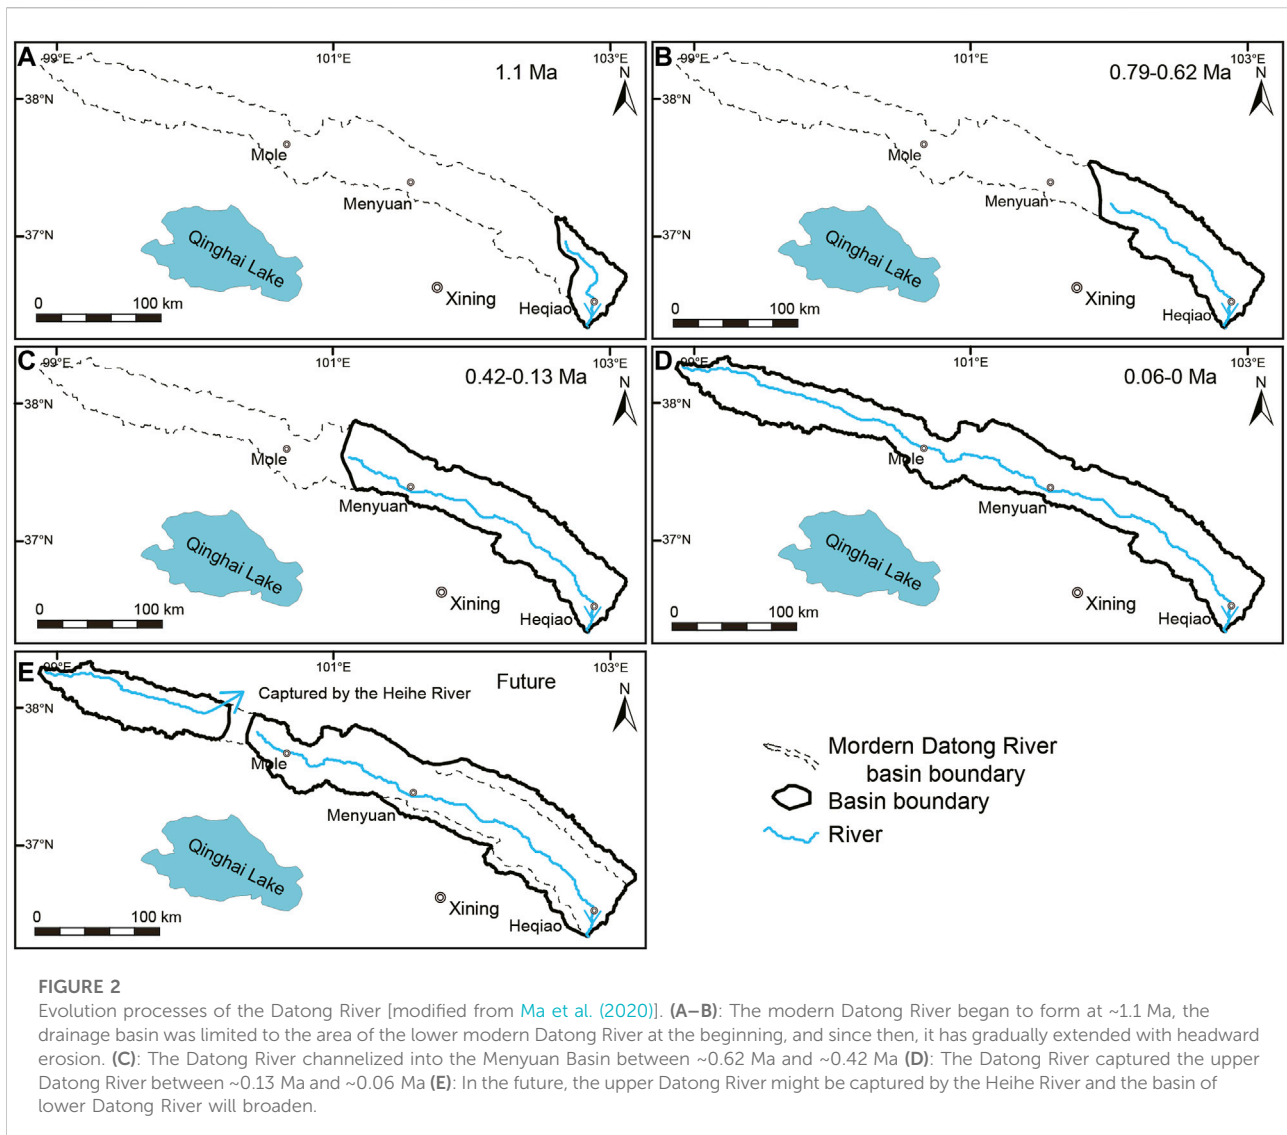 A
99°E
101°E
103°E
1.1 Ma
N
38°N
Mole
Menyuan
37°N
Qinghai Lake
Xining
Heqiao
0
100 km
B
99°E
101°E
103°E
0.79-0.62 Ma
N
38°N
Mole
Menyuan
37°N
Qinghai Lake
Xining
Heqiao
0
100 km
C
99°E
101°E
103°E
0.42-0.13 Ma
N
38°N
Mole
Menyuan
37°N
Qinghai Lake
Xining
Heqiao
0
100 km
D
99°E
101°E
103°E
0.06-0 Ma
N
38°N
Mole
Menyuan
37°N
Qinghai Lake
Xining
Heqiao
0
100 km
E
99°E
101°E
103°E
Captured by the Heihe River
Future
N
38°N
Mole
Menyuan
37°N
Qinghai Lake
Xining
Heqiao
0
100 km
Mordern Datong River
basin boundary
Basin boundary
River
FIGURE 2
Evolution processes of the Datong River [modified from Ma et al. (2020)]. (A–B): The modern Datong River began to form at ~1.1 Ma, the
drainage basin was limited to the area of the lower modern Datong River at the beginning, and since then, it has gradually extended with headward
erosion. (C): The Datong River channelized into the Menyuan Basin between ~0.62 Ma and ~0.42 Ma (D): The Datong River captured the upper
Datong River between ~0.13 Ma and ~0.06 Ma (E): In the future, the upper Datong River might be captured by the Heihe River and the basin of
lower Datong River will broaden.